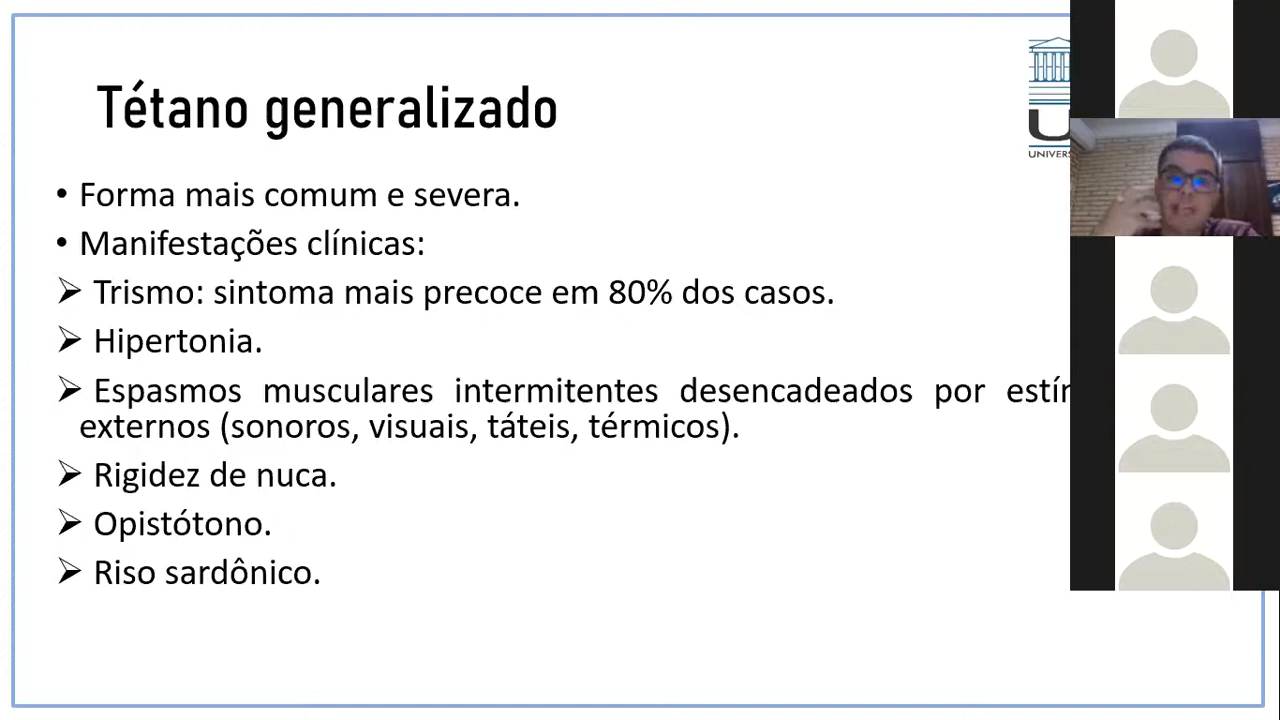 Tétano generalizado
• Forma mais comum e severa.
• Manifestações clínicas:
➢ Trismo: sintoma mais precoce em 80% dos casos.
➢ Hipertonia.
➢ Espasmos musculares intermitentes desencadeados por
externos (sonoros, visuais, táteis, térmicos).
➢ Rigidez de nuca.
➢ Opistótono.
➢ Riso sardônico.